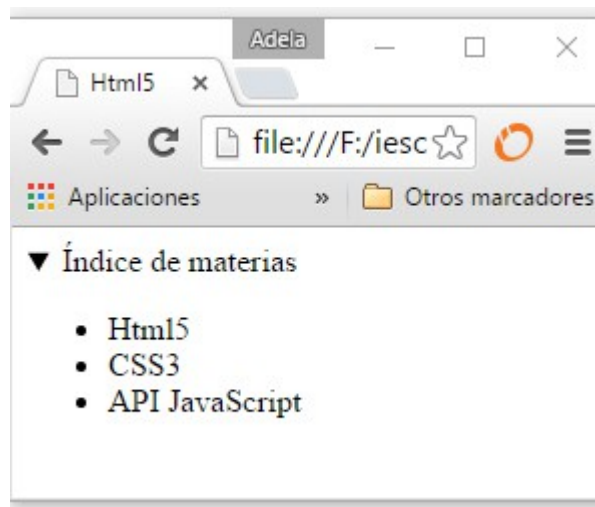 Adela
Html5
file:///F:/iesc
Aplicaciones » Otros marcadores
Índice de materias
Html5
CSS3
API JavaScript